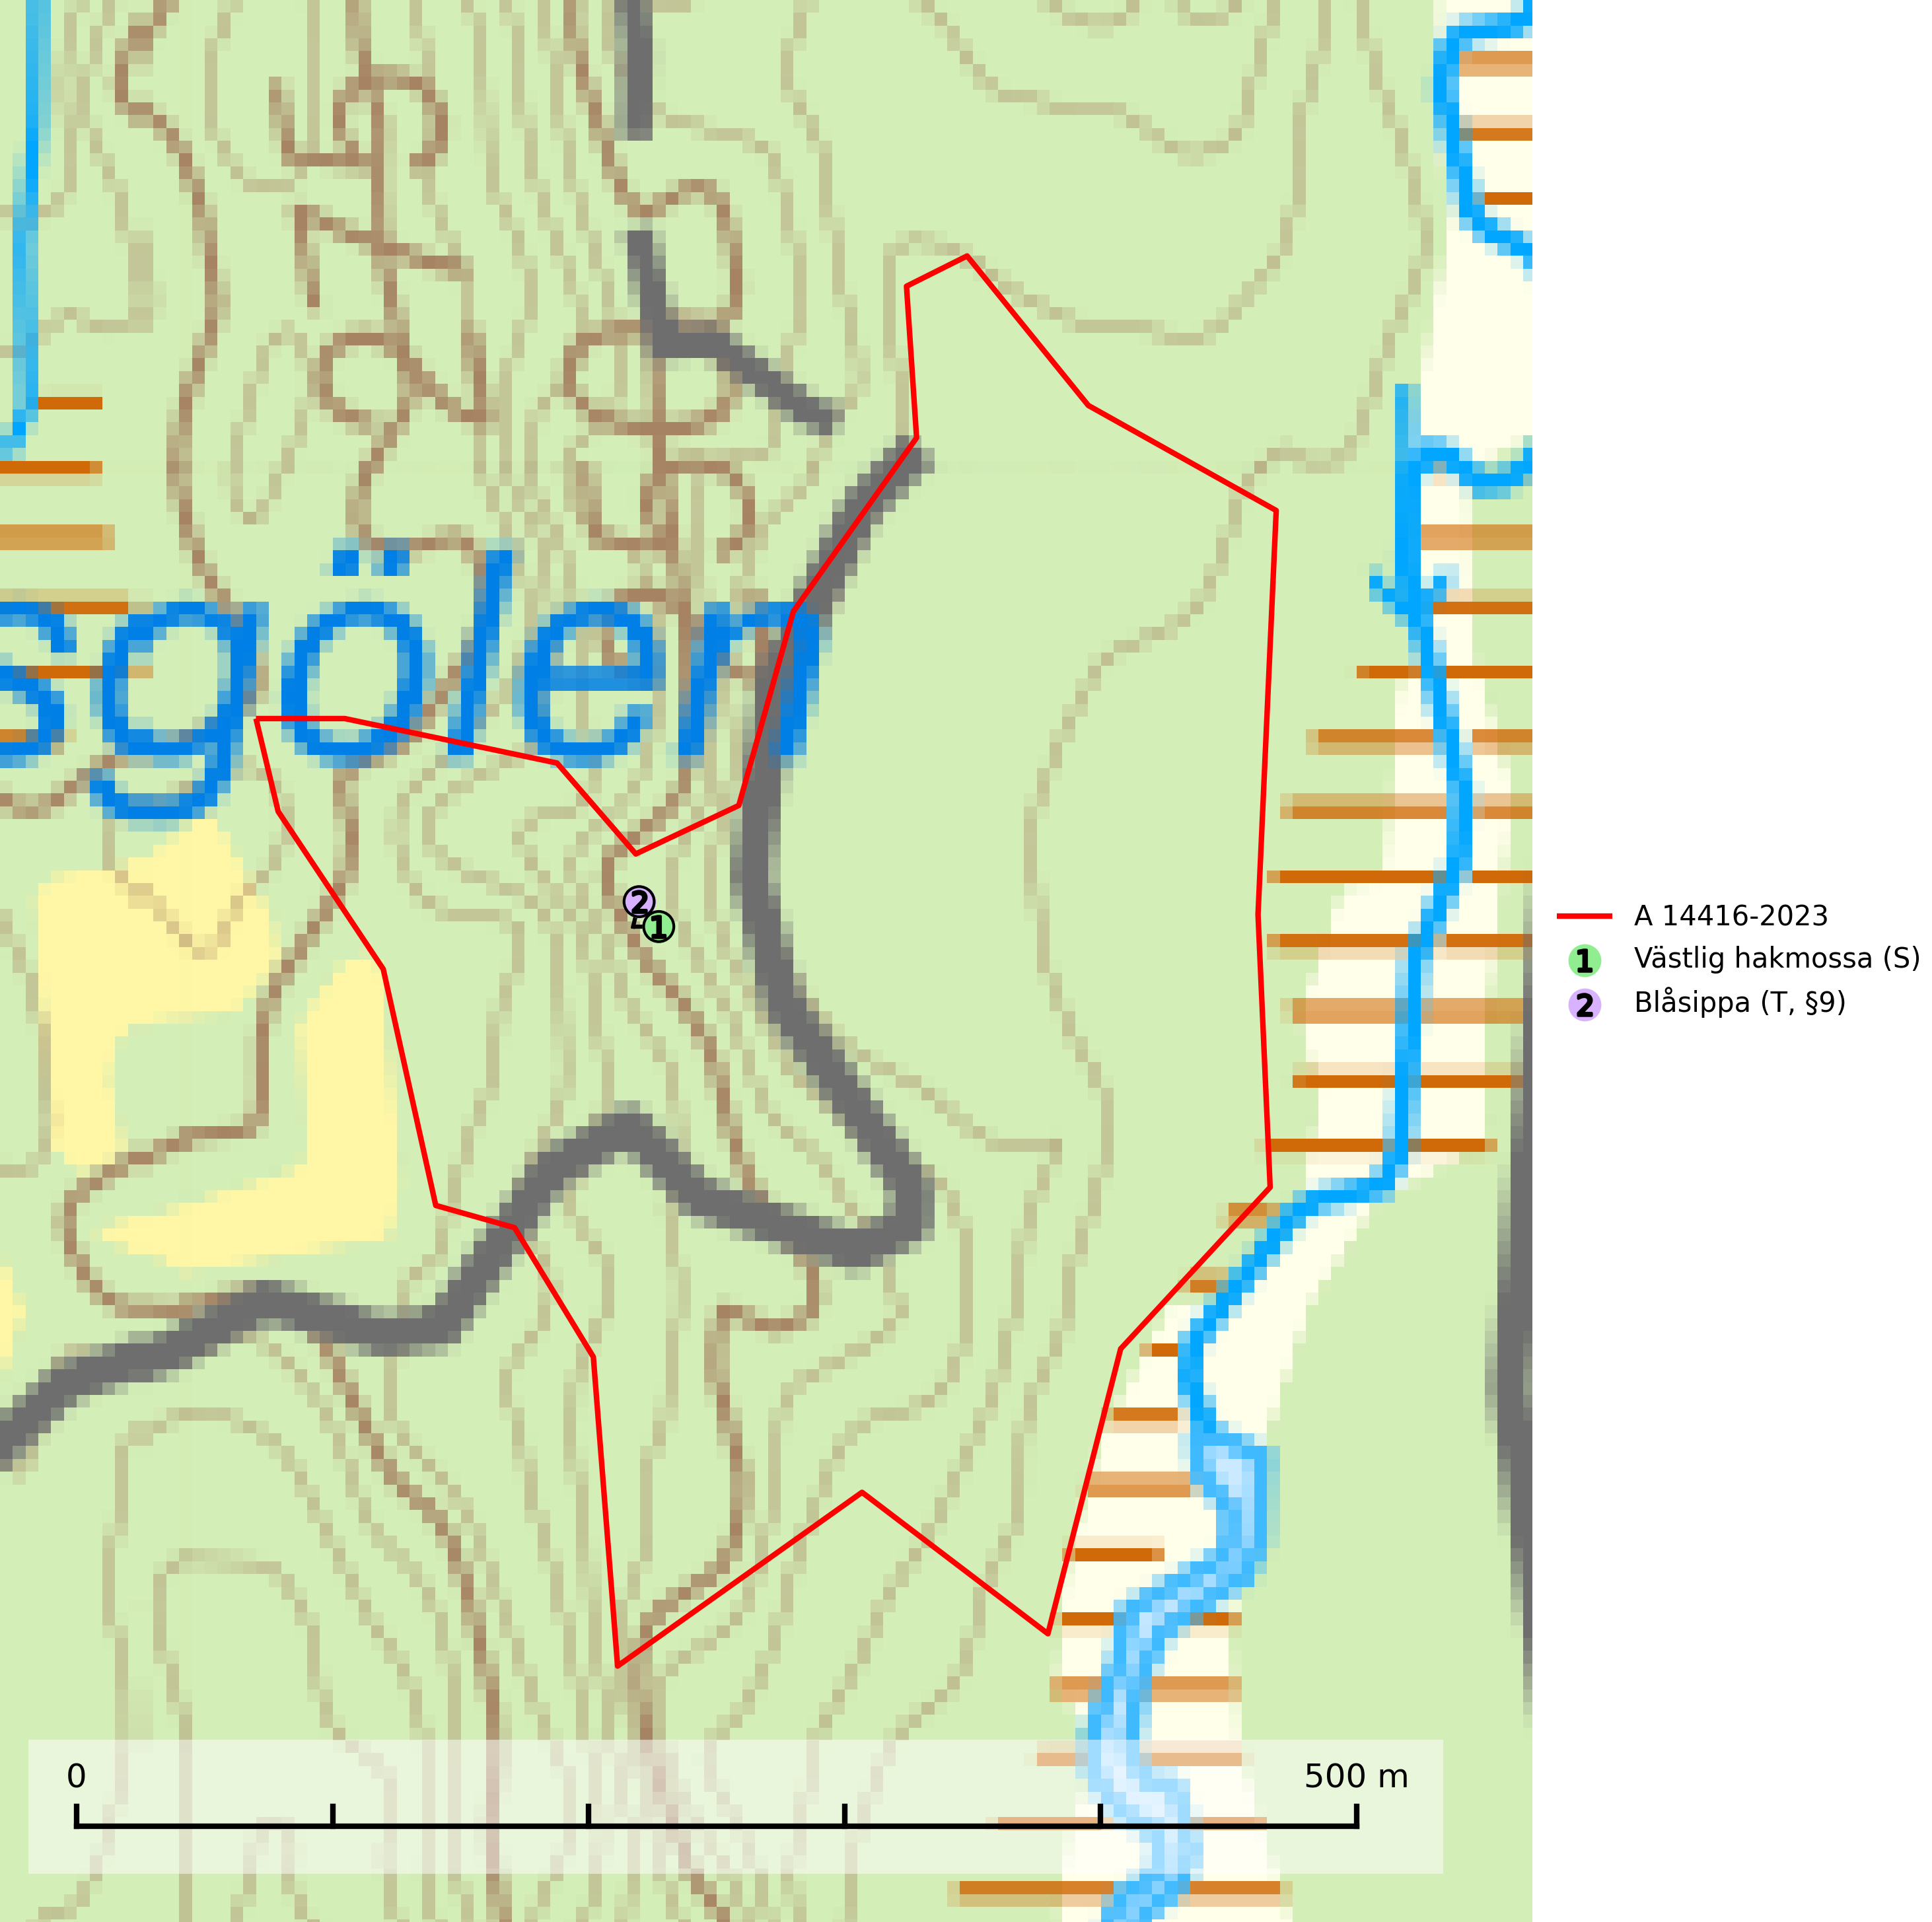 sgölen
2
1
A 14416-2023
1 Västlig hakmossa (S)
2 Blåsippa (T, §9)
0 500 m